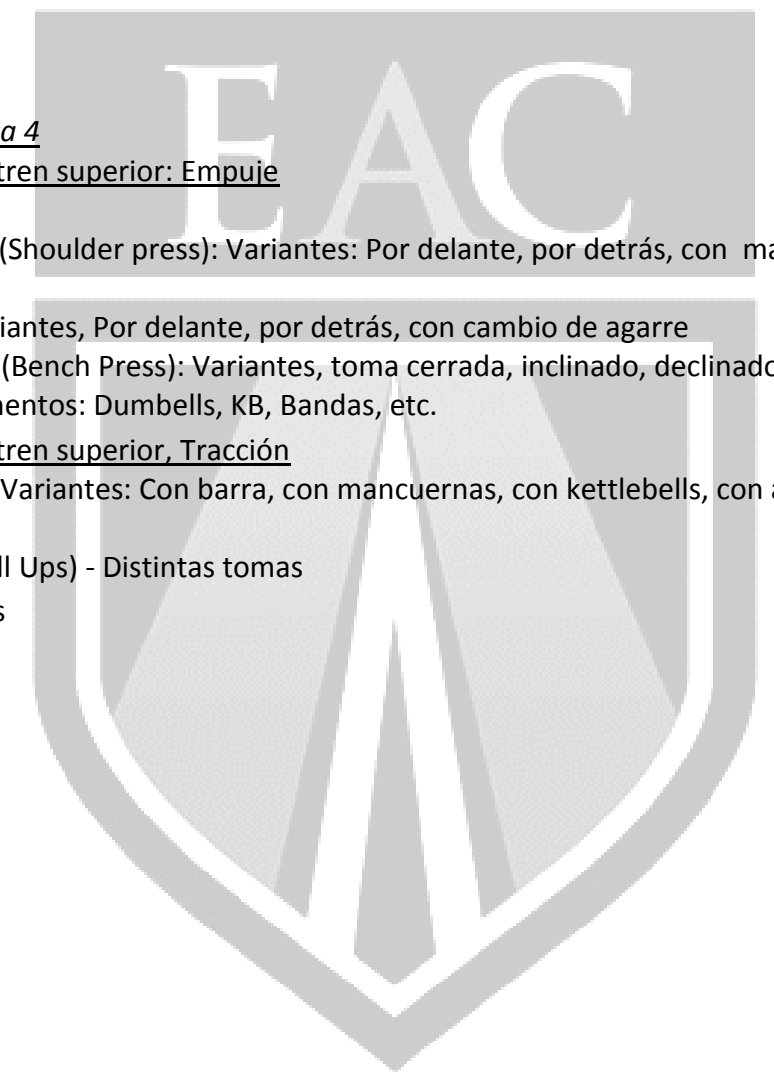 EAC
a 4
tren superior: Empuje
(Shoulder press): Variantes: Por delante, por detrás, con ma
iantes, Por delante, por detrás, con cambio de agarre
(Bench Press): Variantes, toma cerrada, inclinado, declinado
mentos: Dumbells, KB, Bandas, etc.
tren superior, Tracción
Variantes: Con barra, con mancuernas, con kettlebells, con a
ll Ups) - Distintas tomas
s